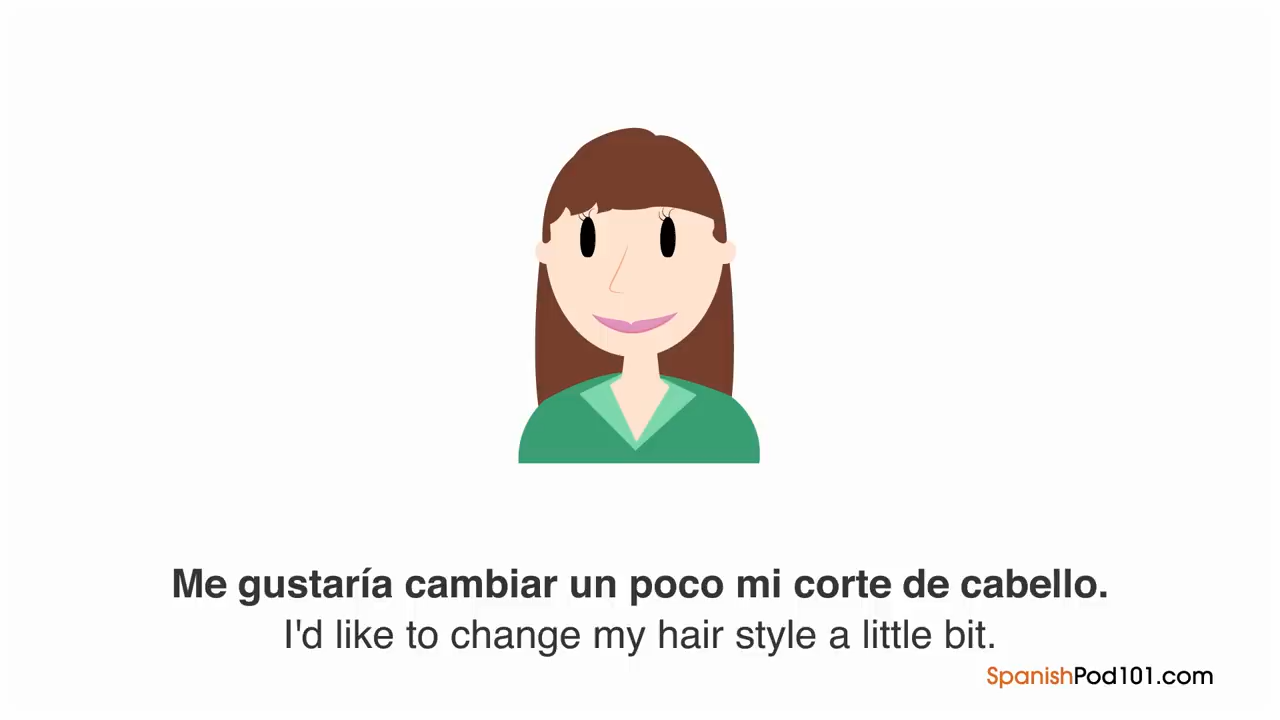 Me gustaría cambiar un poco mi corte de cabello.
I'd like to change my hair style a little bit.
SpanishPod101.com